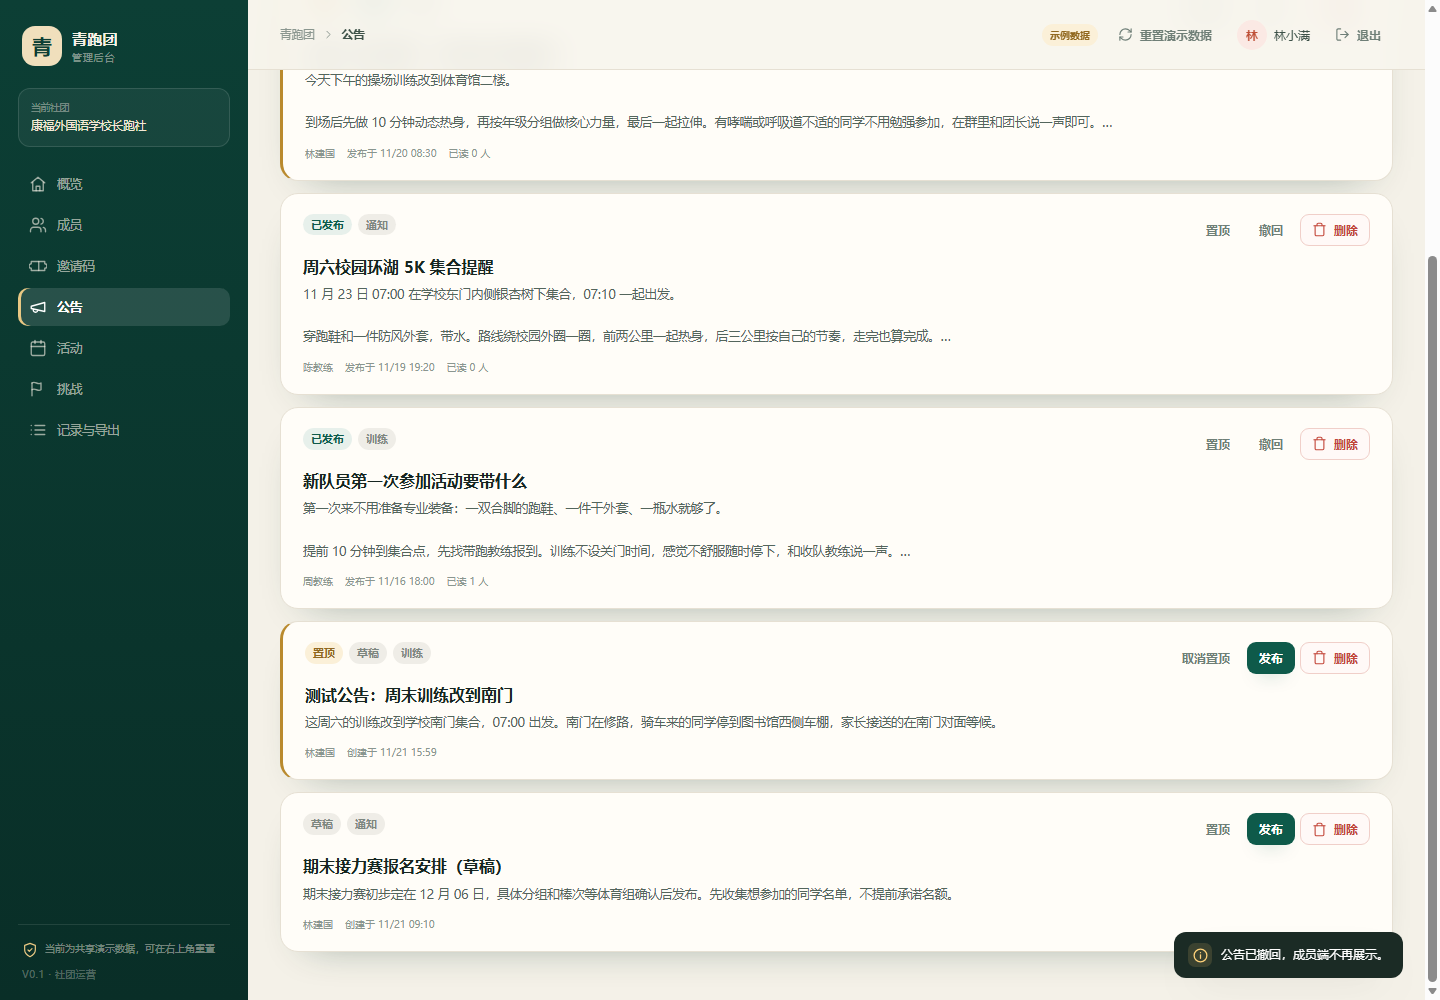 青
青跑团
管理后台
当前社团
康福外国语学校长跑社
概览
成员
邀请码
公告
活动
挑战
记录与导出
当前为共享演示数据，可在右上角重置
V0.1 · 社团运营
青跑团 > 公告
示例数据
重置演示数据
林 林小满
退出
今天下午的操场训练改到体育馆二楼。
到场后先做 10 分钟动态热身，再按年级分组做核心力量，最后一起拉伸。有哮喘或呼吸道不适的同学不用勉强参加，在群里和团长说一声即可。...
林建国 发布于 11/20 08:30 已读 0 人
已发布 通知
置顶 撤回 删除
周六校园环湖 5K 集合提醒
11 月 23 日 07:00 在学校东门内侧银杏树下集合，07:10 一起出发。
穿跑鞋和一件防风外套，带水。路线绕校园外圈一圈，前两公里一起热身，后三公里按自己的节奏，走完也算完成。...
陈教练 发布于 11/19 19:20 已读 0 人
已发布 训练
置顶 撤回 删除
新队员第一次参加活动要带什么
第一次来不用准备专业装备：一双合脚的跑鞋、一件干外套、一瓶水就够了。
提前 10 分钟到集合点，先找带跑教练报到。训练不设关门时间，感觉不舒服随时停下，和收队教练说一声。...
周教练 发布于 11/16 18:00 已读 1 人
置顶 草稿 训练
取消置顶 发布 删除
测试公告：周末训练改到南门
这周六的训练改到学校南门集合，07:00 出发。南门在修路，骑车来的同学停到图书馆西侧车棚，家长接送的在南门对面等候。
林建国 创建于 11/21 15:59
草稿 通知
置顶 发布 删除
期末接力赛报名安排（草稿）
期末接力赛初步定在 12 月 06 日，具体分组和棒次等体育组确认后发布。先收集想参加的同学名单，不提前承诺名额。
林建国 创建于 11/21 09:10
公告已撤回，成员端不再展示。